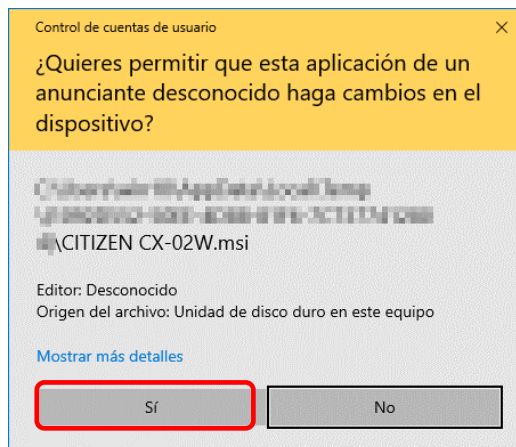 Control de cuentas de usuario
¿Quieres permitir que esta aplicación de un
anunciante desconocido haga cambios en el
dispositivo?
\CITIZEN CX-02W.msi
Editor: Desconocido
Origen del archivo: Unidad de disco duro en este equipo
Mostrar más detalles
Sí
No